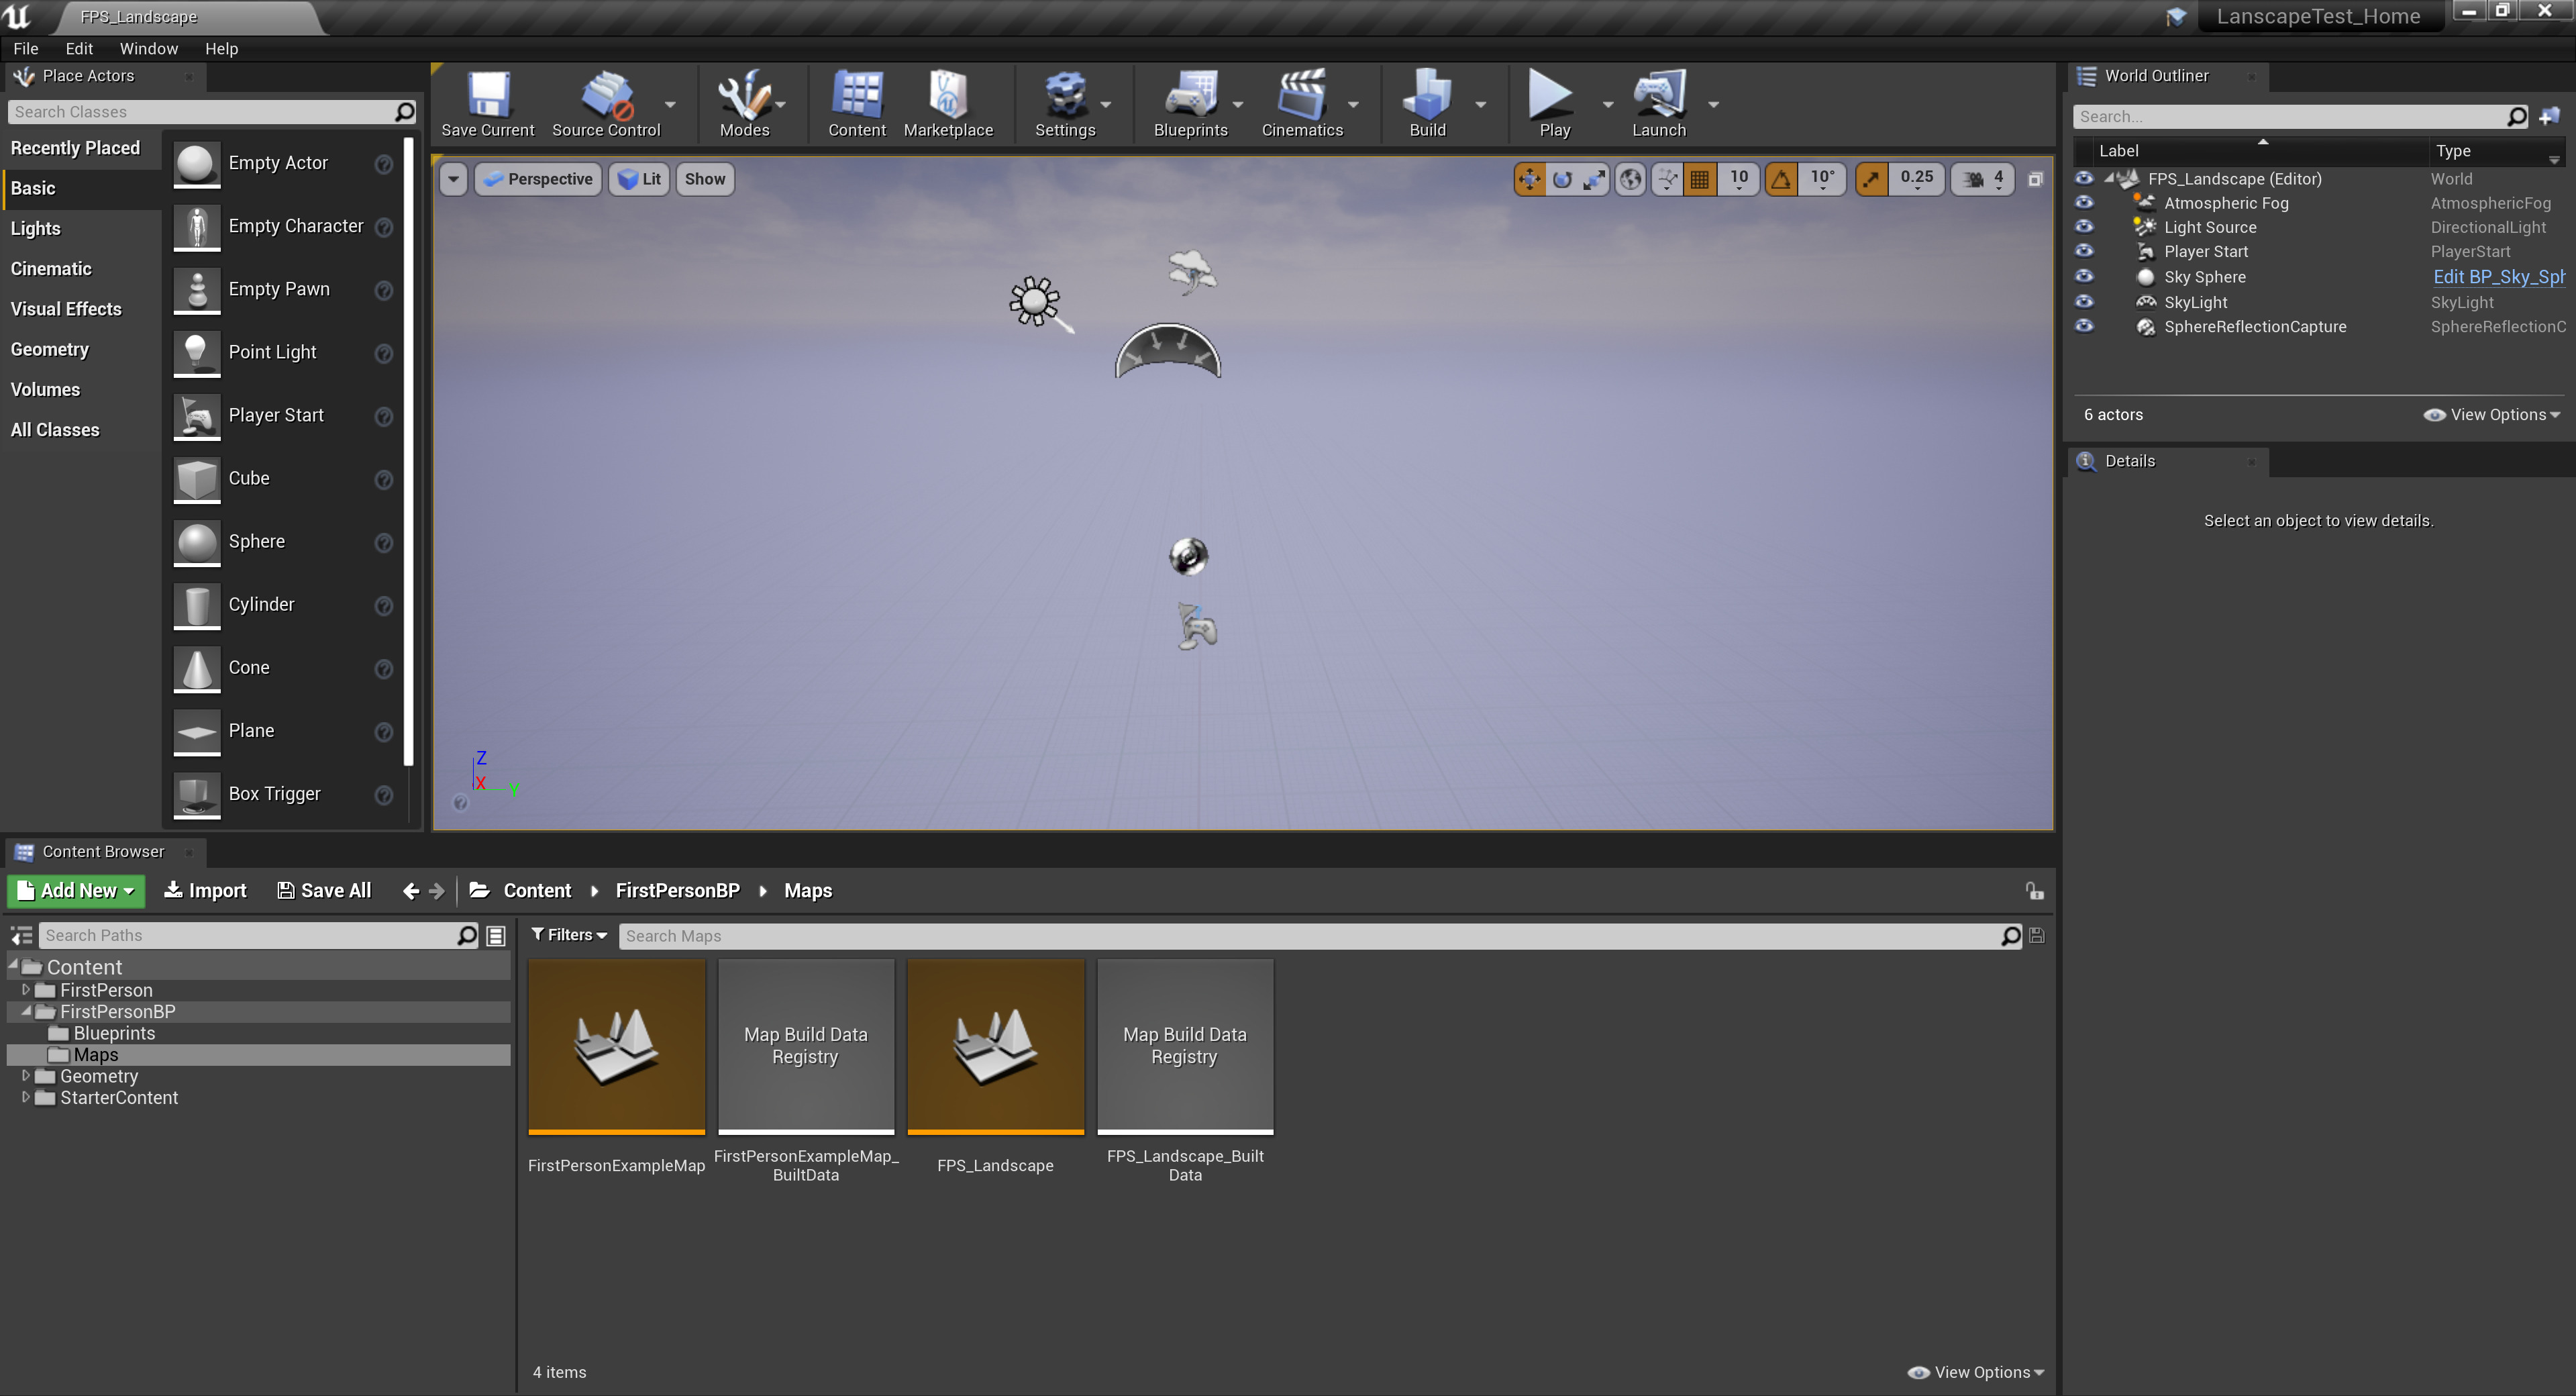 FPS_Landscape
LanscapeTest_Home
File Edit Window Help
Place Actors
Search Classes
Recently Placed
Basic
Lights
Cinematic
Visual Effects
Geometry
Volumes
All Classes
Empty Actor
Empty Character
Empty Pawn
Point Light
Player Start
Cube
Sphere
Cylinder
Cone
Plane
Box Trigger
Save Current Source Control Modes Content Marketplace Settings Blueprints Cinematics Build Play Launch
Perspective Lit Show 10 10° 0.25 4
Z
X
Y
World Outliner
Search...
Label Type
FPS_Landscape (Editor) World
Atmospheric Fog AtmosphericFog
Light Source DirectionalLight
Player Start PlayerStart
Sky Sphere Edit BP_Sky_Sph
SkyLight SkyLight
SphereReflectionCapture SphereReflectionC
6 actors View Options
Details
Select an object to view details.
Content Browser
Add New Import Save All Content FirstPersonBP Maps
Search Paths
Content
FirstPerson
FirstPersonBP
Blueprints
Maps
Geometry
StarterContent
Filters Search Maps
Map Build Data
Registry
Map Build Data
Registry
FirstPersonExampleMap
FirstPersonExampleMap_
BuiltData
FPS_Landscape
FPS_Landscape_Built
Data
4 items View Options